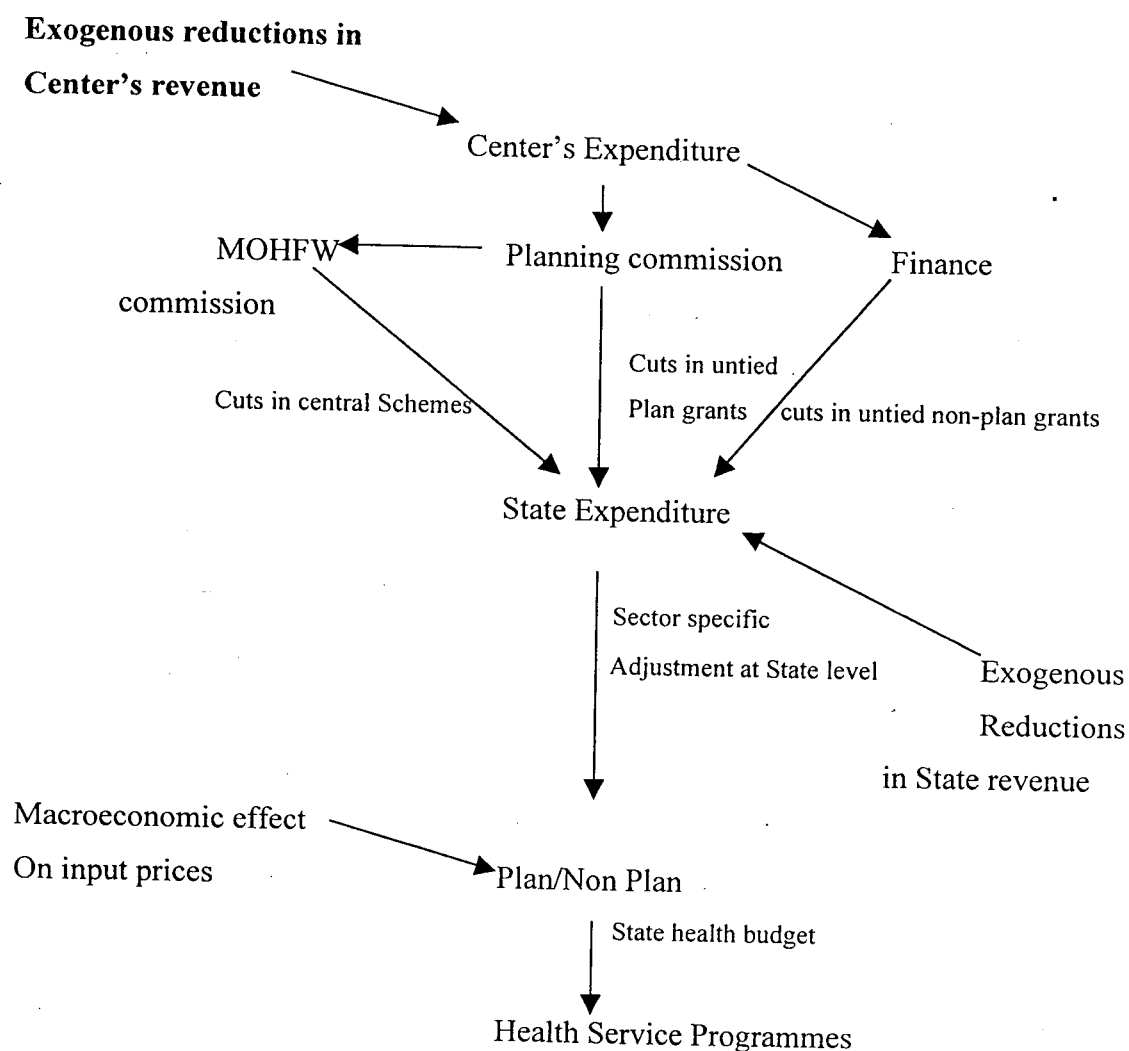 Exogenous reductions in
Center's revenue
Center's Expenditure
MOHFW
Planning commission
Finance
commission
Cuts in untied
Cuts in central Schemes
Plan grants
cuts in untied non-plan grants
State Expenditure
Sector specific
Adjustment at State level
Exogenous
Reductions
in State revenue
Macroeconomic effect
On input prices
Plan/Non Plan
State health budget
Health Service Programmes